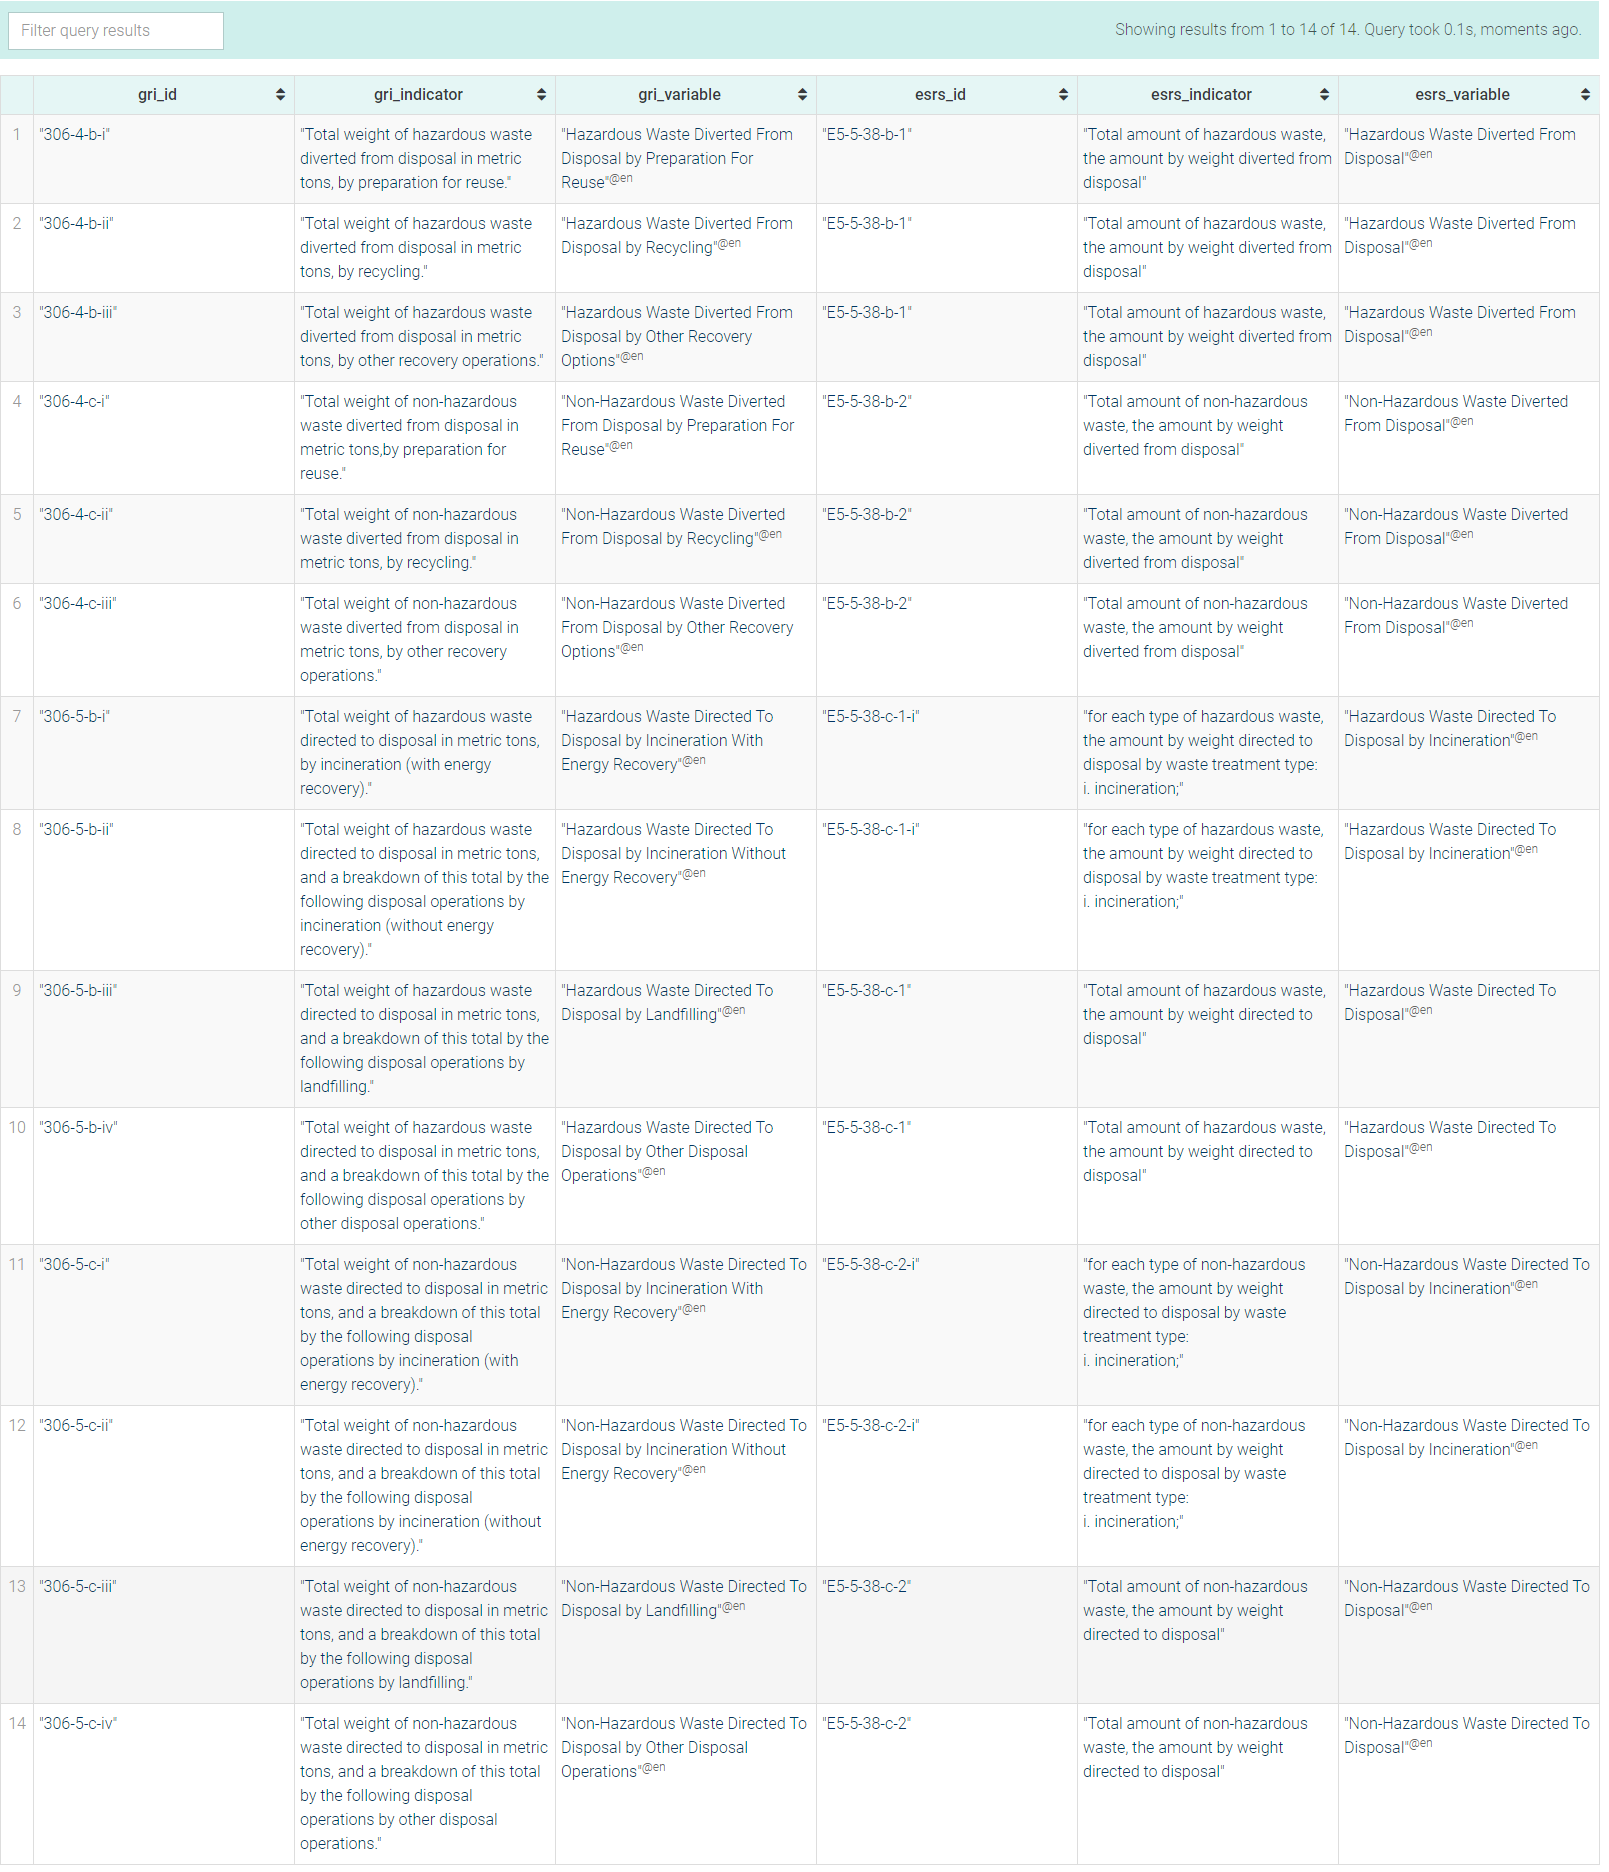 Filter query results
Showing results from 1 to 14 of 14. Query took 0.1s, moments ago.
gri_id gri_indicator gri_variable esrs_id esrs_indicator esrs_variable
1 "306-4-b-i" "Total weight of hazardous waste "Hazardous Waste Diverted From "E5-5-38-b-1" "Total amount of hazardous waste, "Hazardous Waste Diverted From
diverted from disposal in metric Disposal by Preparation For the amount by weight diverted from Disposal"@en
tons, by preparation for reuse." Reuse"@en disposal"
2 "306-4-b-ii" "Total weight of hazardous waste "Hazardous Waste Diverted From "E5-5-38-b-1" "Total amount of hazardous waste, "Hazardous Waste Diverted From
diverted from disposal in metric Disposal by Recycling"@en the amount by weight diverted from Disposal"@en
tons, by recycling." disposal"
3 "306-4-b-iii" "Total weight of hazardous waste "Hazardous Waste Diverted From "E5-5-38-b-1" "Total amount of hazardous waste, "Hazardous Waste Diverted From
diverted from disposal in metric Disposal by Other Recovery the amount by weight diverted from Disposal"@en
tons, by other recovery operations." Options"@en disposal"
4 "306-4-c-i" "Total weight of non-hazardous "Non-Hazardous Waste Diverted "E5-5-38-b-2" "Total amount of non-hazardous "Non-Hazardous Waste Diverted
waste diverted from disposal in From Disposal by Preparation For waste, the amount by weight From Disposal"@en
metric tons,by preparation for Reuse"@en diverted from disposal"
reuse."
5 "306-4-c-ii" "Total weight of non-hazardous "Non-Hazardous Waste Diverted "E5-5-38-b-2" "Total amount of non-hazardous "Non-Hazardous Waste Diverted
waste diverted from disposal in From Disposal by Recycling"@en waste, the amount by weight From Disposal"@en
metric tons, by recycling." diverted from disposal"
6 "306-4-c-iii" "Total weight of non-hazardous "Non-Hazardous Waste Diverted "E5-5-38-b-2" "Total amount of non-hazardous "Non-Hazardous Waste Diverted
waste diverted from disposal in From Disposal by Other Recovery waste, the amount by weight From Disposal"@en
metric tons, by other recovery Options"@en diverted from disposal"
operations."
7 "306-5-b-i" "Total weight of hazardous waste "Hazardous Waste Directed To "E5-5-38-c-1-i" "for each type of hazardous waste, "Hazardous Waste Directed To
directed to disposal in metric tons, Disposal by Incineration With the amount by weight directed to Disposal by Incineration"@en
by incineration (with energy Energy Recovery"@en disposal by waste treatment type:
recovery)." i. incineration;"
8 "306-5-b-ii" "Total weight of hazardous waste "Hazardous Waste Directed To "E5-5-38-c-1-i" "for each type of hazardous waste, "Hazardous Waste Directed To
directed to disposal in metric tons, Disposal by Incineration Without the amount by weight directed to Disposal by Incineration"@en
and a breakdown of this total by the Energy Recovery"@en disposal by waste treatment type:
following disposal operations by i. incineration;"
incineration (without energy
recovery)."
9 "306-5-b-iii" "Total weight of hazardous waste "Hazardous Waste Directed To "E5-5-38-c-1" "Total amount of hazardous waste, "Hazardous Waste Directed To
directed to disposal in metric tons, Disposal by Landfilling"@en the amount by weight directed to Disposal"@en
and a breakdown of this total by the disposal"
following disposal operations by
landfilling."
10 "306-5-b-iv" "Total weight of hazardous waste "Hazardous Waste Directed To "E5-5-38-c-1" "Total amount of hazardous waste, "Hazardous Waste Directed To
directed to disposal in metric tons, Disposal by Other Disposal the amount by weight directed to Disposal"@en
and a breakdown of this total by the Operations"@en disposal"
following disposal operations by
other disposal operations."
11 "306-5-c-i" "Total weight of non-hazardous "Non-Hazardous Waste Directed To "E5-5-38-c-2-i" "for each type of non-hazardous "Non-Hazardous Waste Directed To
waste directed to disposal in metric Disposal by Incineration With waste, the amount by weight Disposal by Incineration"@en
tons, and a breakdown of this total Energy Recovery"@en directed to disposal by waste
by the following disposal treatment type:
operations by incineration (with i. incineration;"
energy recovery)."
12 "306-5-c-ii" "Total weight of non-hazardous "Non-Hazardous Waste Directed To "E5-5-38-c-2-i" "for each type of non-hazardous "Non-Hazardous Waste Directed To
waste directed to disposal in metric Disposal by Incineration Without waste, the amount by weight Disposal by Incineration"@en
tons, and a breakdown of this total Energy Recovery"@en directed to disposal by waste
by the following disposal treatment type:
operations by incineration (without i. incineration;"
energy recovery)."
13 "306-5-c-iii" "Total weight of non-hazardous "Non-Hazardous Waste Directed To "E5-5-38-c-2" "Total amount of non-hazardous "Non-Hazardous Waste Directed To
waste directed to disposal in metric Disposal by Landfilling"@en waste, the amount by weight Disposal"@en
tons, and a breakdown of this total directed to disposal"
by the following disposal
operations by landfilling."
14 "306-5-c-iv" "Total weight of non-hazardous "Non-Hazardous Waste Directed To "E5-5-38-c-2" "Total amount of non-hazardous "Non-Hazardous Waste Directed To
waste directed to disposal in metric Disposal by Other Disposal waste, the amount by weight Disposal"@en
tons, and a breakdown of this total Operations"@en directed to disposal"
by the following disposal
operations by other disposal
operations."